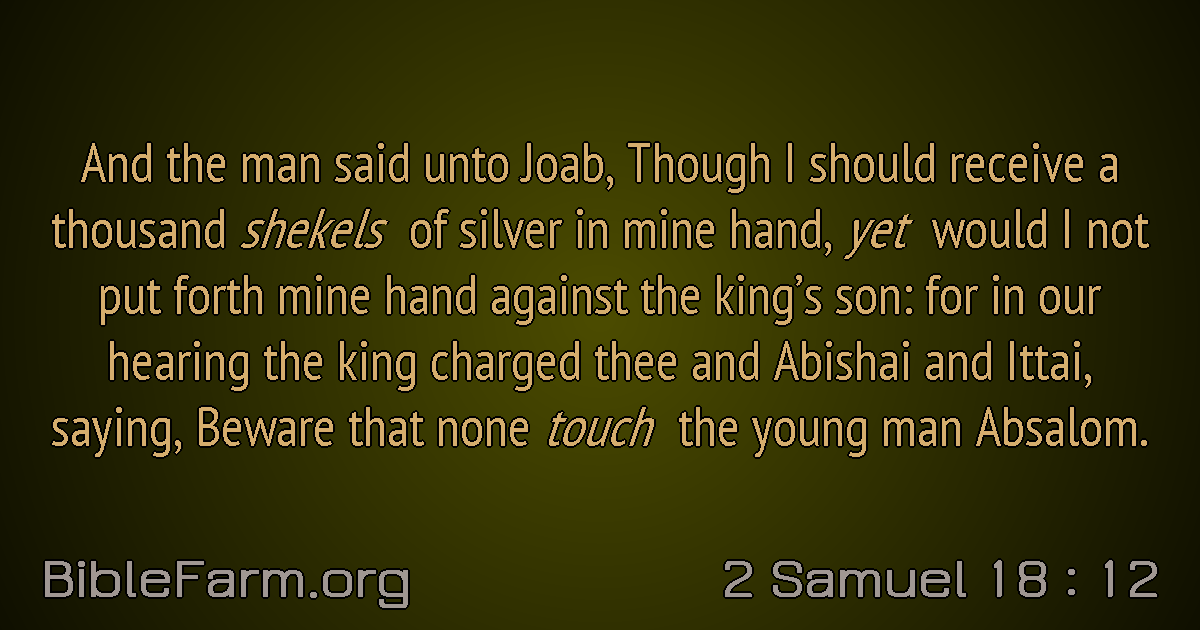 And the man said unto Joab, Though I should receive a
thousand shekels of silver in mine hand, yet would I not
put forth mine hand against the king’s son: for in our
hearing the king charged thee and Abishai and Ittai,
saying, Beware that none touch the young man Absalom.
BibleFarm.org
2 Samuel 18 : 12